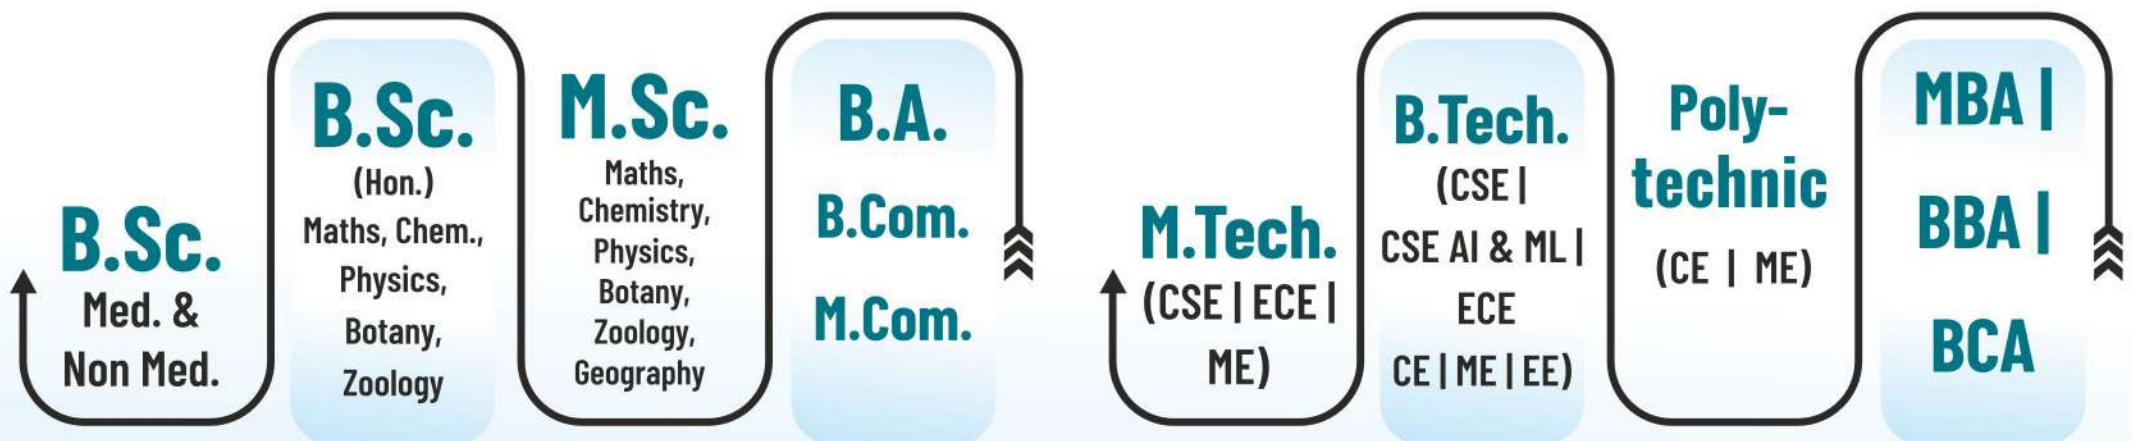 B.Sc.
Med. &
Non Med.
B.Sc.
(Hon.)
Maths, Chem.,
Physics,
Botany,
Zoology
M.Sc.
Maths,
Chemistry,
Physics,
Botany,
Zoology,
Geography
B.A.
B.Com.
M.Com.
M.Tech.
(CSE | ECE |
ME)
B.Tech.
(CSE |
CSE AI & ML |
ECE
CE | ME | EE)
Poly-
technic
(CE | ME)
MBA |
BBA |
BCA